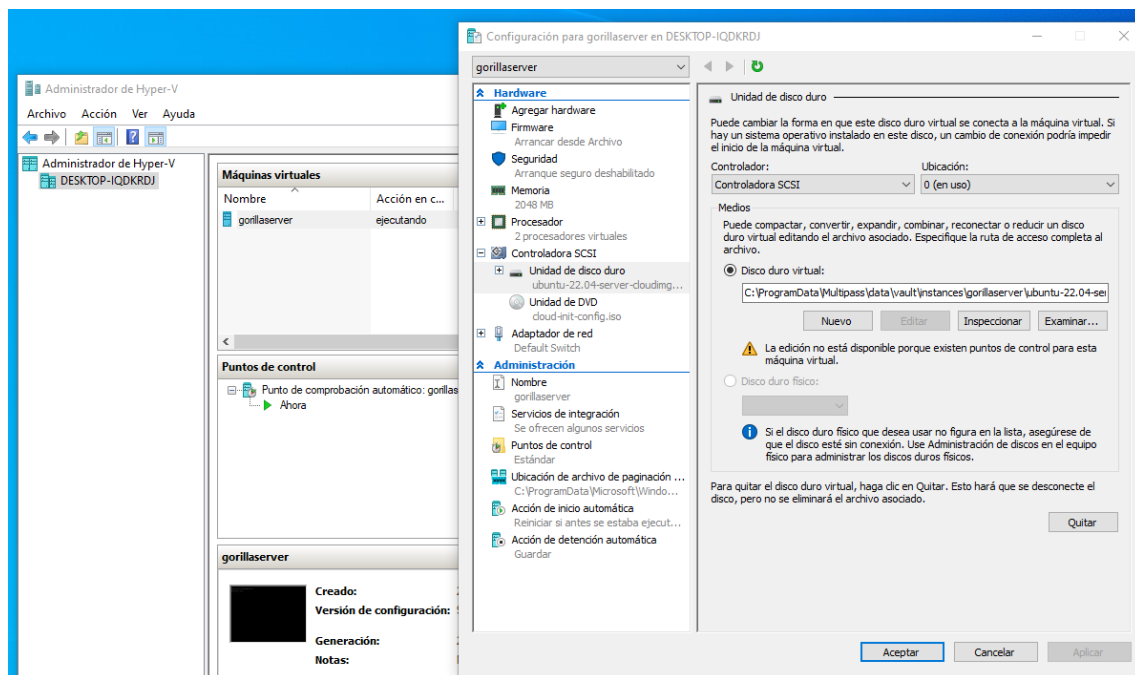 Administrador de Hyper-V
Archivo Acción Ver Ayuda
Administrador de Hyper-V
DESKTOP-IQDKRDJ
Máquinas virtuales
Nombre Acción en c...
gorillaserver ejecutando
Puntos de control
Punto de comprobación automático: gorillas
Ahora
gorillaserver
Creado:
Versión de configuración:
Generación:
Notas:
Configuración para gorillaserver en DESKTOP-IQDKRDJ
gorillaserver
Hardware
Agregar hardware
Firmware
Arrancar desde Archivo
Seguridad
Arranque seguro deshabilitado
Memoria
2048 MB
Procesador
2 procesadores virtuales
Controladora SCSI
Unidad de disco duro
ubuntu-22.04-server-cloudimg...
Unidad de DVD
cloud-init-config.iso
Adaptador de red
Default Switch
Administración
Nombre
gorillaserver
Servicios de integración
Se ofrecen algunos servicios
Puntos de control
Estándar
Ubicación de archivo de paginación ...
C:\ProgramData\Microsoft\Windo...
Acción de inicio automática
Reiniciar si antes se estaba ejecut...
Acción de detención automática
Guardar
Unidad de disco duro
Puede cambiar la forma en que este disco duro virtual se conecta a la máquina virtual. Si
hay un sistema operativo instalado en este disco, un cambio de conexión podría impedir
el inicio de la máquina virtual.
Controlador: Ubicación:
Controladora SCSI 0 (en uso)
Medios
Puede compactar, convertir, expandir, combinar, reconectar o reducir un disco
duro virtual editando el archivo asociado. Especifique la ruta de acceso completa al
archivo.
Disco duro virtual:
C:\ProgramData\Multipass\data\vault\instances\gorillaserver\ubuntu-22.04-ser
Nuevo Editar Inspeccionar Examinar...
La edición no está disponible porque existen puntos de control para esta
máquina virtual.
Disco duro físico:
Si el disco duro físico que desea usar no figura en la lista, asegúrese de
que el disco esté sin conexión. Use Administración de discos en el equipo
físico para administrar los discos duros físicos.
Para quitar el disco duro virtual, haga clic en Quitar. Esto hará que se desconecte el
disco, pero no se eliminará el archivo asociado.
Quitar
Aceptar Cancelar Aplicar